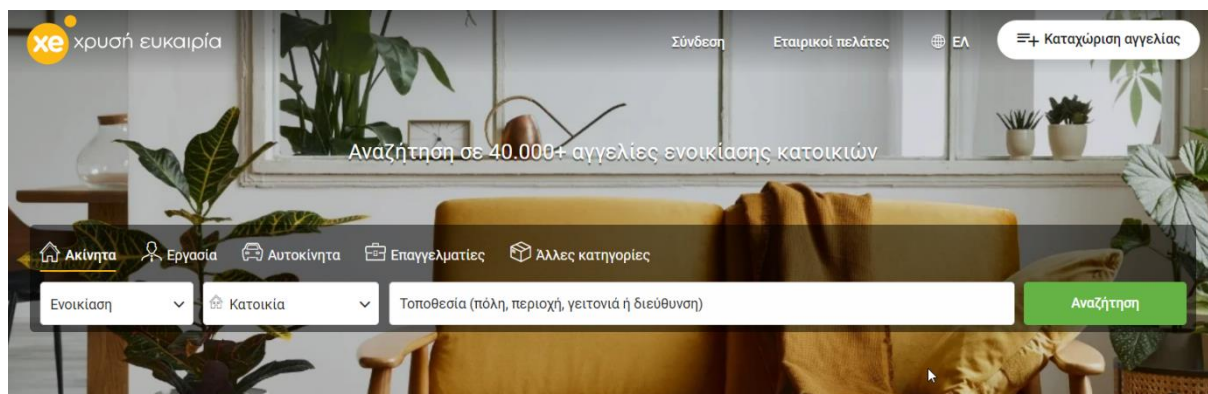 xe χρυσή ευκαιρία
Σύνδεση Εταιρικοί πελάτες ΕΛ Καταχώριση αγγελίας
Αναζήτηση σε 40.000+ αγγελίες ενοικίασης κατοικιών
Ακίνητα Εργασία Αυτοκίνητα Επαγγελματίες Άλλες κατηγορίες
Ενοικίαση Κατοικία Τοποθεσία (πόλη, περιοχή, γειτονιά ή διεύθυνση) Αναζήτηση